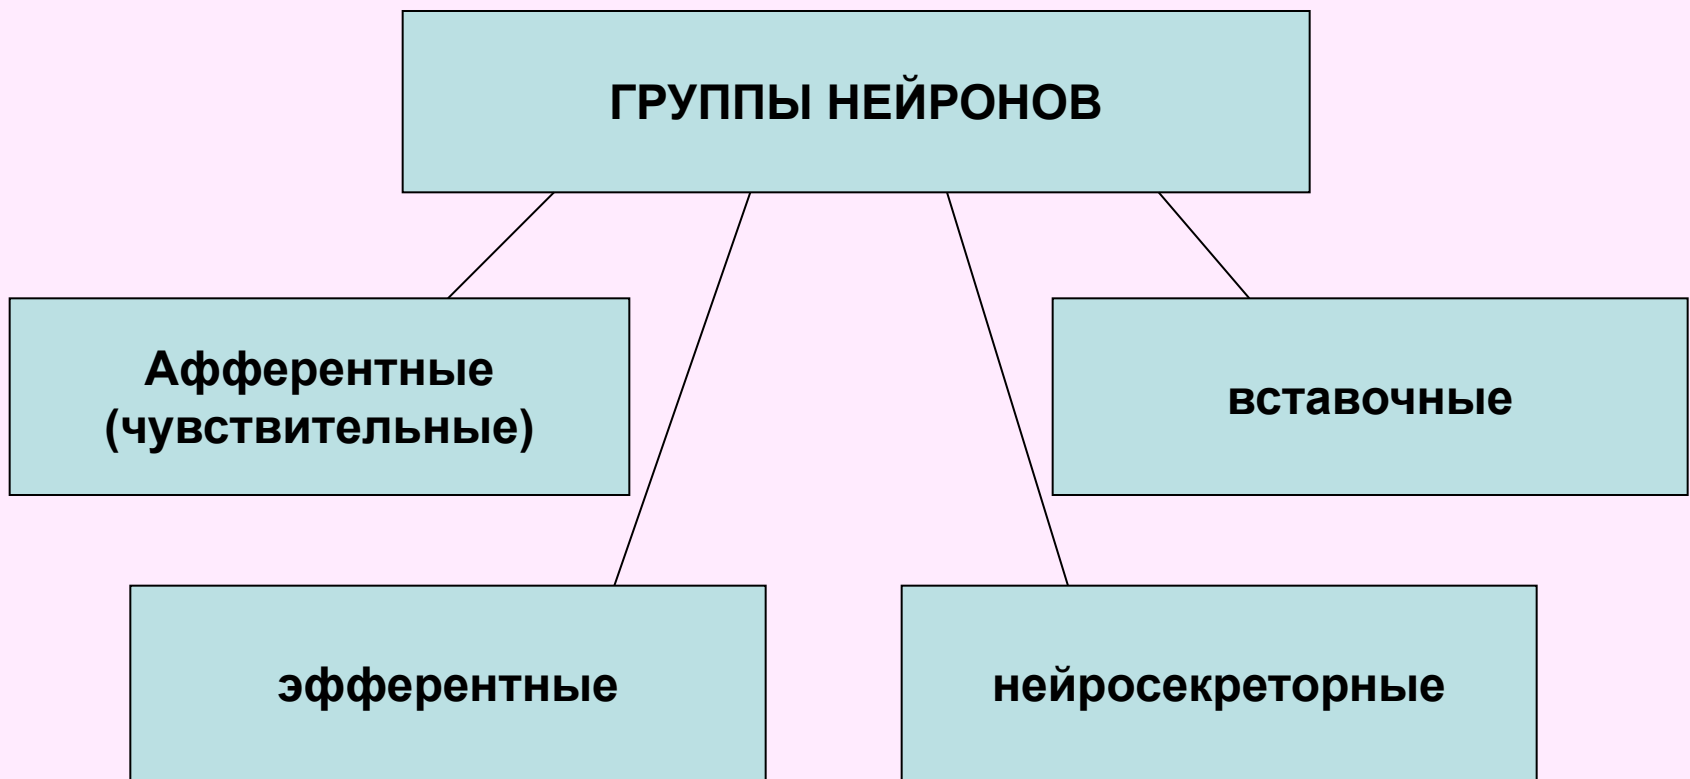 ГРУППЫ НЕЙРОНОВ
Афферентные
(чувствительные)
вставочные
эфферентные
нейросекреторные